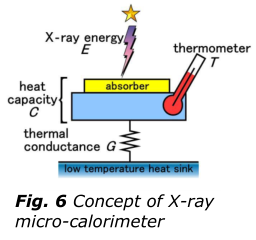 X-ray energy
E
thermometer
T
absorber
heat
capacity
C
thermal
conductance G
low temperature heat sink
Fig. 6 Concept of X-ray
micro-calorimeter